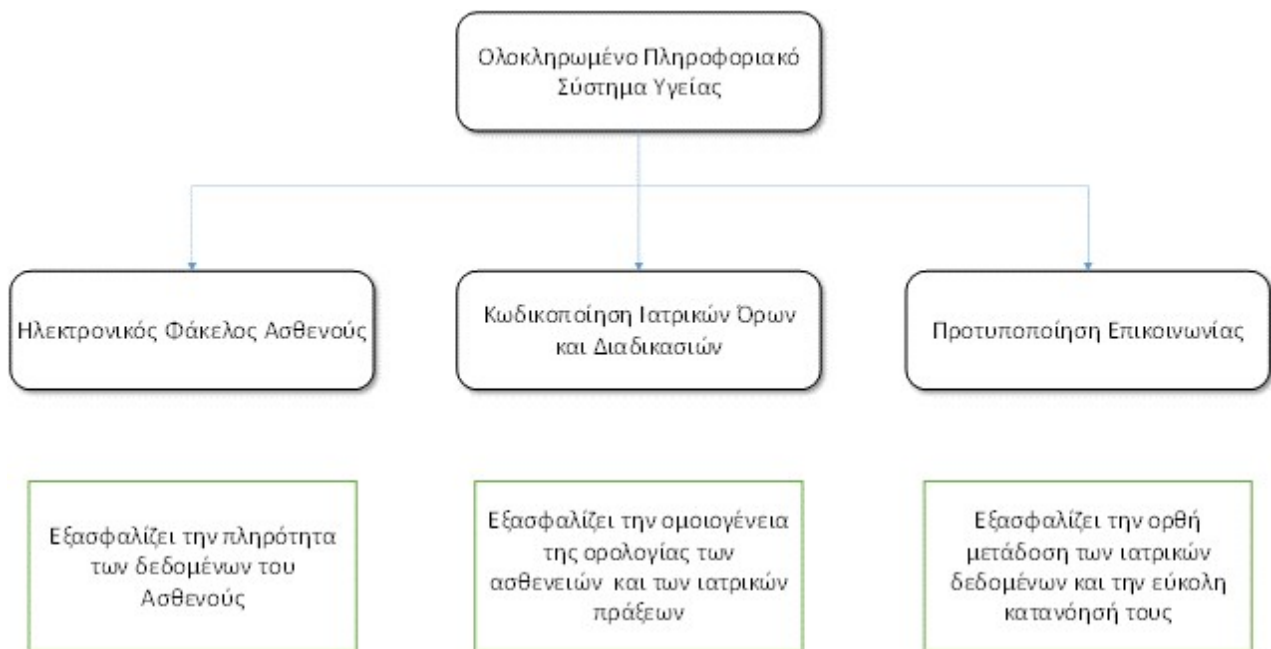 Ολοκληρωμένο Πληροφοριακό
Σύστημα Υγείας
Ηλεκτρονικός Φάκελος Ασθενούς
Κωδικοποίηση Ιατρικών Όρων
και Διαδικασιών
Προτυποποίηση Επικοινωνίας
Εξασφαλίζει την πληρότητα
των δεδομένων του
Ασθενούς
Εξασφαλίζει την ομοιογένεια
της ορολογίας των
ασθενειών και των ιατρικών
πράξεων
Εξασφαλίζει την ορθή
μετάδοση των ιατρικών
δεδομένων και την εύκολη
κατανόησή τους